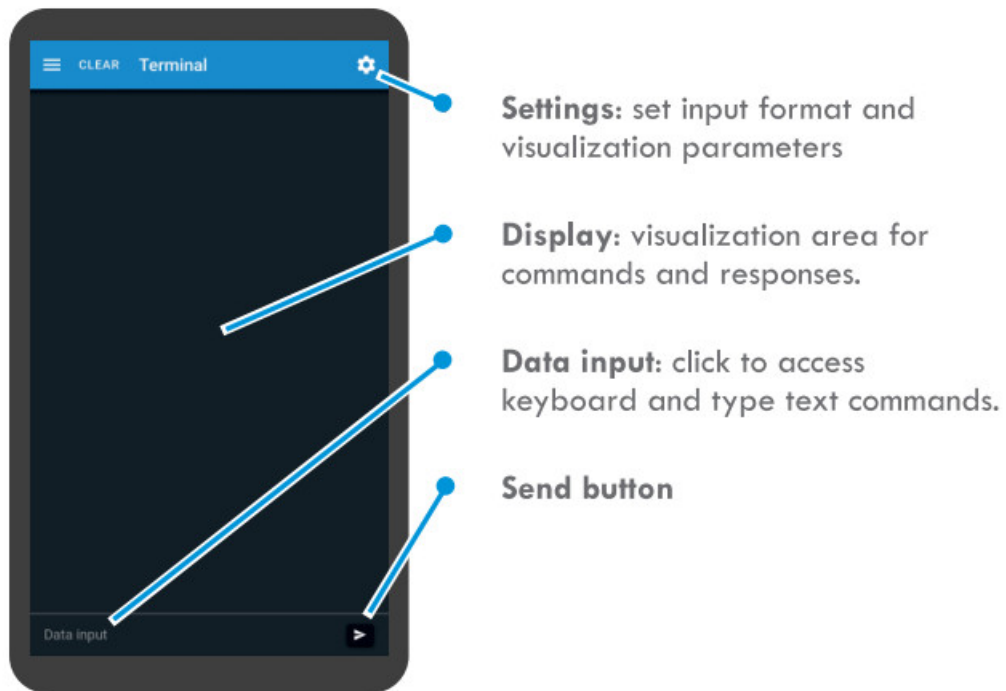 CLEAR Terminal
Settings: set input format and
visualization parameters
Display: visualization area for
commands and responses.
Data input: click to access
keyboard and type text commands.
Send button
Data input